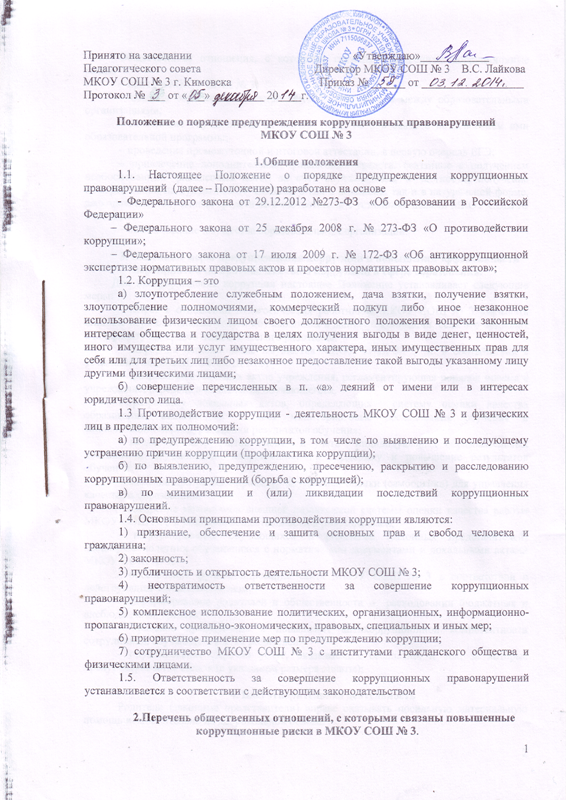 Принято на заседании «Утверждаю»
Педагогического совета Директор МКОУ СОШ № 3 В.С. Лайкова
МКОУ СОШ № 3 г. Кимовска Приказ № 58 от 03.12.2014.
Протокол № 3 от «05» декабря 2014 г.
Положение о порядке предупреждения коррупционных правонарушений
МКОУ СОШ № 3
1.Общие положения
1.1. Настоящее Положение о порядке предупреждения коррупционных
правонарушений (далее – Положение) разработано на основе
- Федерального закона от 29.12.2012 №273-ФЗ «Об образовании в Российской
Федерации»
– Федерального закона от 25 декабря 2008 г. № 273-ФЗ «О противодействии
коррупции»;
– Федерального закона от 17 июля 2009 г. № 172-ФЗ «Об антикоррупционной
экспертизе нормативных правовых актов и проектов нормативных правовых актов»;
1.2. Коррупция – это
а) злоупотребление служебным положением, дача взятки, получение взятки,
злоупотребление полномочиями, коммерческий подкуп либо иное незаконное
использование физическим лицом своего должностного положения вопреки законным
интересам общества и государства в целях получения выгоды в виде денег, ценностей,
иного имущества или услуг имущественного характера, иных имущественных прав для
себя или для третьих лиц либо незаконное предоставление такой выгоды указанному лицу
другими физическими лицами;
б) совершение перечисленных в п. «а» деяний от имени или в интересах
юридического лица.
1.3 Противодействие коррупции - деятельность МКОУ СОШ № 3 и физических
лиц в пределах их полномочий:
а) по предупреждению коррупции, в том числе по выявлению и последующему
устранению причин коррупции (профилактика коррупции);
б) по выявлению, предупреждению, пресечению, раскрытию и расследованию
коррупционных правонарушений (борьба с коррупцией);
в) по минимизации и (или) ликвидации последствий коррупционных
правонарушений.
1.4. Основными принципами противодействия коррупции являются:
1) признание, обеспечение и защита основных прав и свобод человека и
гражданина;
2) законность;
3) публичность и открытость деятельности МКОУ СОШ № 3;
4) неотвратимость ответственности за совершение коррупционных
правонарушений;
5) комплексное использование политических, организационных, информационно-
пропагандистских, социально-экономических, правовых, специальных и иных мер;
6) приоритетное применение мер по предупреждению коррупции;
7) сотрудничество МКОУ СОШ № 3 с институтами гражданского общества и
физическими лицами.
1.5. Ответственность за совершение коррупционных правонарушений
устанавливается в соответствии с действующим законодательством
2.Перечень общественных отношений, с которыми связаны повышенные
коррупционные риски в МКОУ СОШ № 3.
1